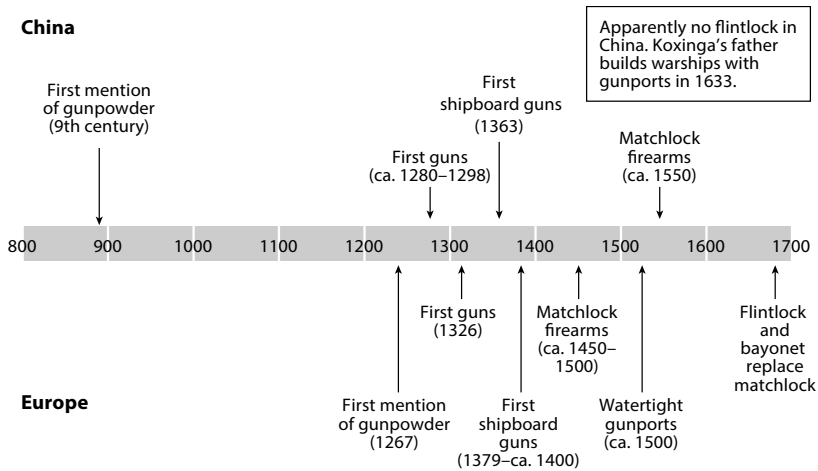 China
Apparently no flintlock in
China. Koxinga’s father
builds warships with
gunports in 1633.
First mention
of gunpowder
(9th century)
First guns
(ca. 1280–1298)
First
shipboard guns
(1363)
Matchlock
firearms
(ca. 1550)
800 900 1000 1100 1200 1300 1400 1500 1600 1700
First mention
of gunpowder
(1267)
First guns
(1326)
First
shipboard
guns
(1379–ca. 1400)
Matchlock
firearms
(ca. 1450–
1500)
Watertight
gunports
(ca. 1500)
Flintlock
and
bayonet
replace
matchlock
Europe